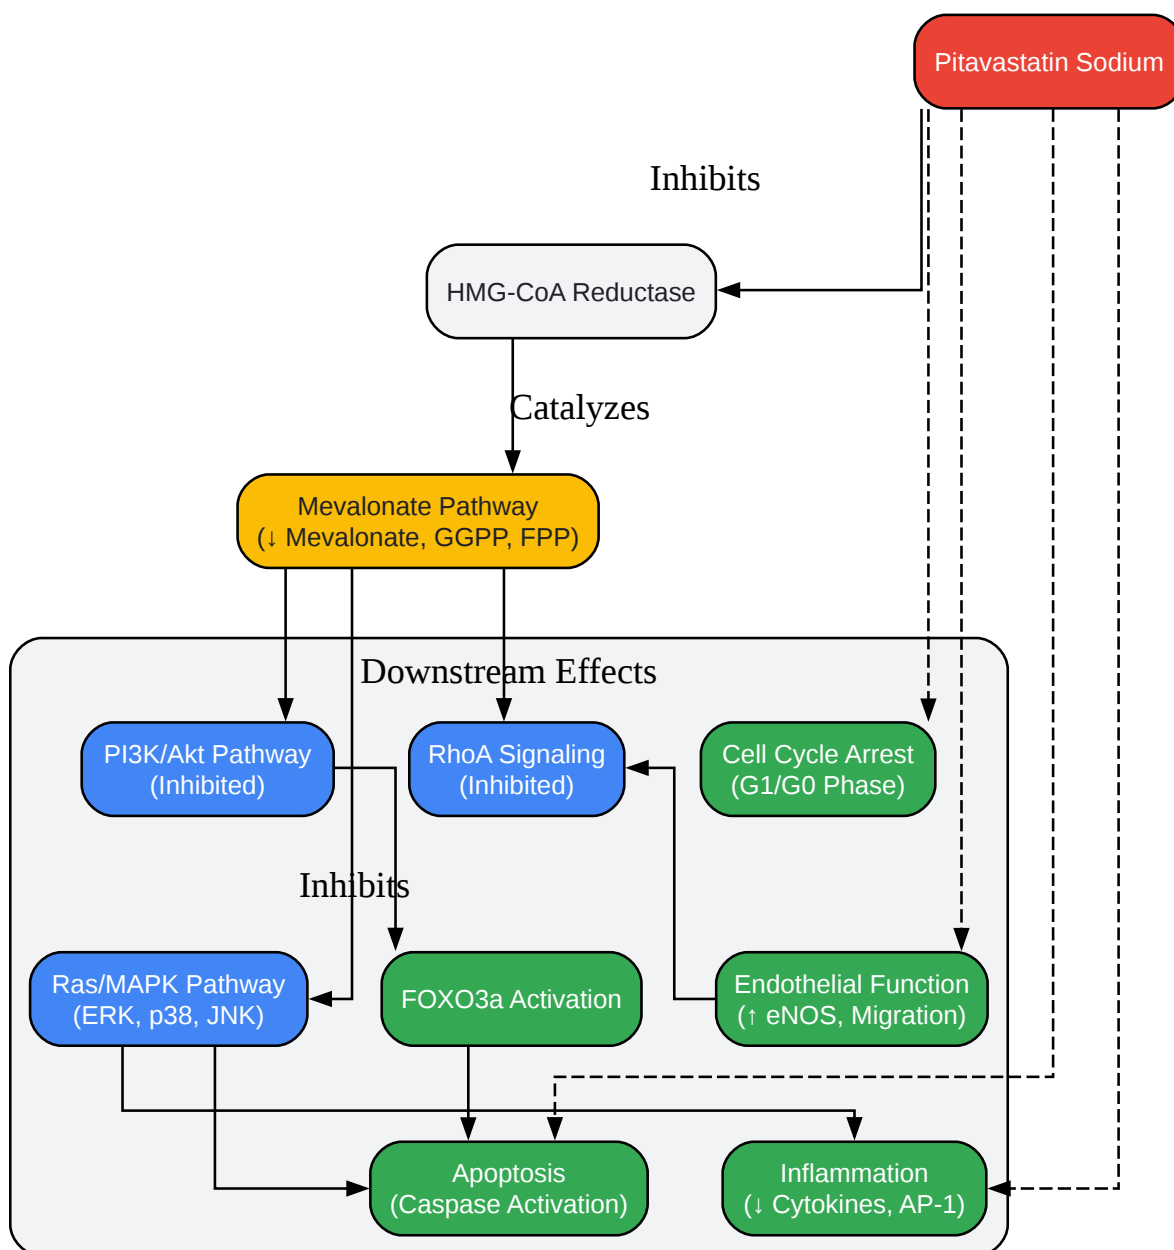 Pitavastatin Sodium
Inhibits
HMG-CoA Reductase
Catalyzes
Mevalonate Pathway
(↓ Mevalonate, GGPP, FPP)
Downstream Effects
PI3K/Akt Pathway
(Inhibited)
RhoA Signaling
(Inhibited)
Cell Cycle Arrest
(G1/G0 Phase)
Inhibits
Ras/MAPK Pathway
(ERK, p38, JNK)
FOXO3a Activation
Endothelial Function
(↑ eNOS, Migration)
Apoptosis
(Caspase Activation)
Inflammation
(↓ Cytokines, AP-1)